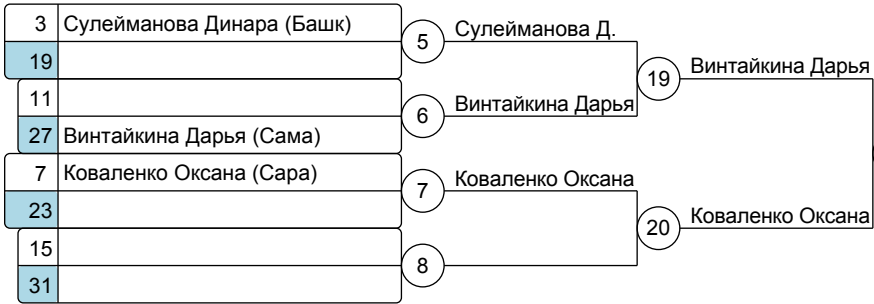 3 Сулейманова Динара (Башк)
5 Сулейманова Д.
19
19 Винтайкина Дарья
11
6 Винтайкина Дарья
27 Винтайкина Дарья (Сама)
7 Коваленко Оксана (Сара)
7 Коваленко Оксана
23
20 Коваленко Оксана
15
8
31